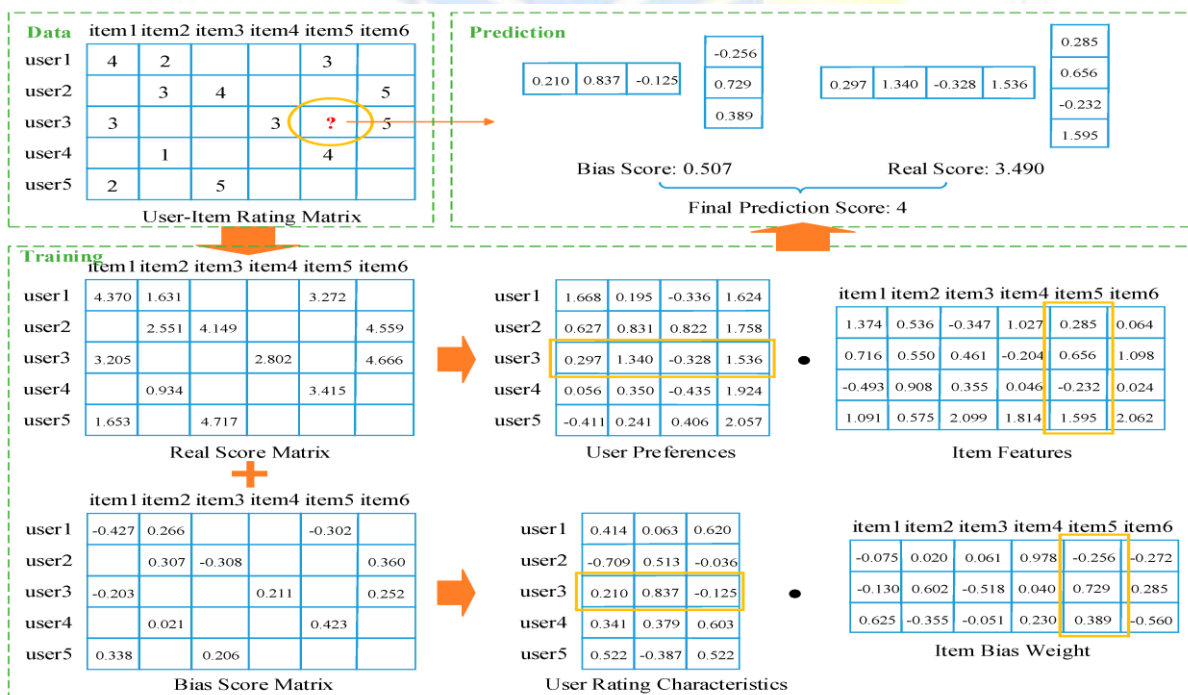 Data
item1 item2 item3 item4 item5 item6
user1 4 2 3
user2 3 4 5
user3 3 3 ? 5
user4 1 4
user5 2 5
User-Item Rating Matrix
Prediction
0.210 0.837 -0.125
-0.256
0.729
0.389
0.297 1.340 -0.328 1.536
0.285
0.656
-0.232
1.595
Bias Score: 0.507
Real Score: 3.490
Final Prediction Score: 4
Training
item1 item2 item3 item4 item5 item6
user1 4.370 1.631 3.272
user2 2.551 4.149 4.559
user3 3.205 2.802 4.666
user4 0.934 3.415
user5 1.653 4.717
Real Score Matrix
user1 1.668 0.195 -0.336 1.624
user2 0.627 0.831 0.822 1.758
user3 0.297 1.340 -0.328 1.536
user4 0.056 0.350 -0.435 1.924
user5 -0.411 0.241 0.406 2.057
User Preferences
item1 item2 item3 item4 item5 item6
1.374 0.536 -0.347 1.027 0.285 0.064
0.716 0.550 0.461 -0.204 0.656 1.098
-0.493 0.908 0.355 0.046 -0.232 0.024
1.091 0.575 2.099 1.814 1.595 2.062
Item Features
+
item1 item2 item3 item4 item5 item6
user1 -0.427 0.266 -0.302
user2 0.307 -0.308 0.360
user3 -0.203 0.211 0.252
user4 0.021 0.423
user5 0.338 0.206
Bias Score Matrix
user1 0.414 0.063 0.620
user2 -0.709 0.513 -0.036
user3 0.210 0.837 -0.125
user4 0.341 0.379 0.603
user5 0.522 -0.387 0.522
User Rating Characteristics
item1 item2 item3 item4 item5 item6
-0.075 0.020 0.061 0.978 -0.256 -0.272
-0.130 0.602 -0.518 0.040 0.729 0.285
0.625 -0.355 -0.051 0.230 0.389 -0.560
Item Bias Weight